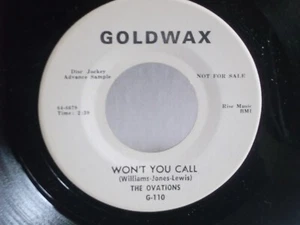 GOLDWAX
Disc Jockey
Advance Sample
NOT FOR SALE
Time: 2:39
Rise Music
BMI
WON'T YOU CALL
(Williams-Jones-Lewis)
THE OVATIONS
G-110